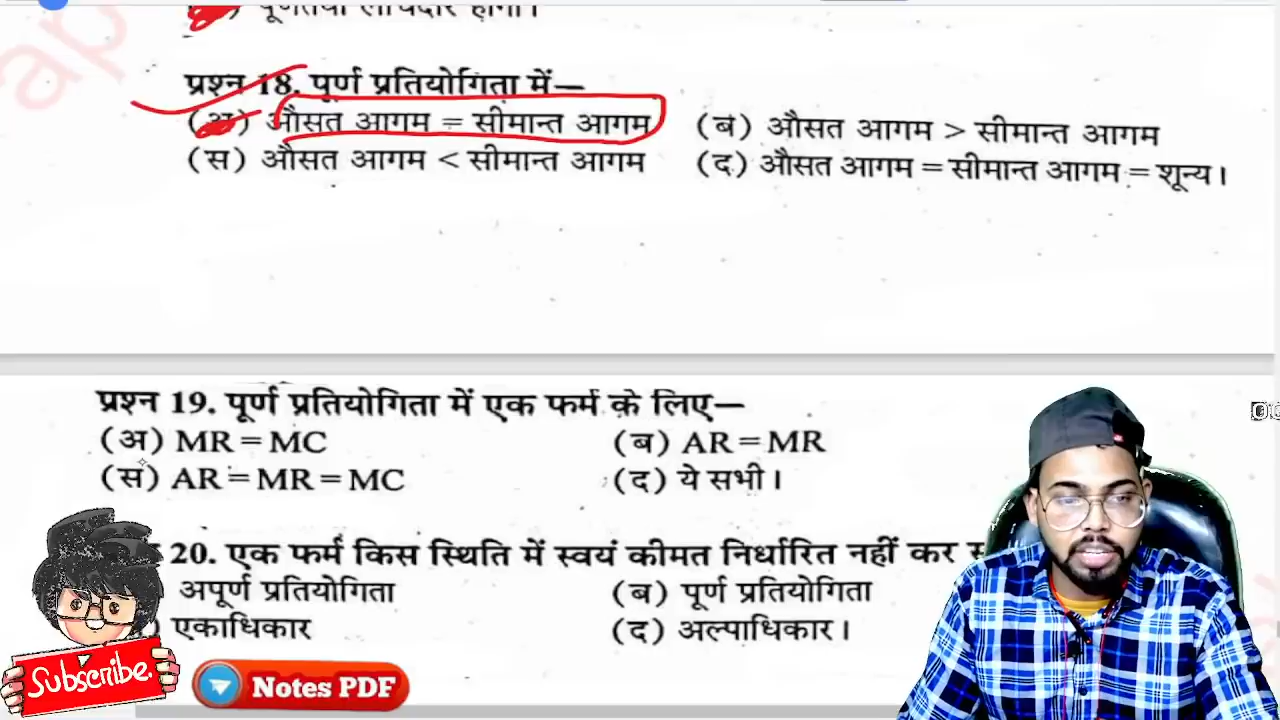 पूर्णतया लोचदार होगा।
प्रश्न 18. पूर्ण प्रतियोगिता में—
(अ) औसत आगम = सीमान्त आगम (ब) औसत आगम > सीमान्त आगम
(स) औसत आगम < सीमान्त आगम (द) औसत आगम = सीमान्त आगम = शून्य।
प्रश्न 19. पूर्ण प्रतियोगिता में एक फर्म के लिए—
(अ) MR = MC (ब) AR = MR
(स) AR = MR = MC (द) ये सभी।
20. एक फर्म किस स्थिति में स्वयं कीमत निर्धारित नहीं कर
अपूर्ण प्रतियोगिता (ब) पूर्ण प्रतियोगिता
एकाधिकार (द) अल्पाधिकार।
Subscribe
Notes PDF